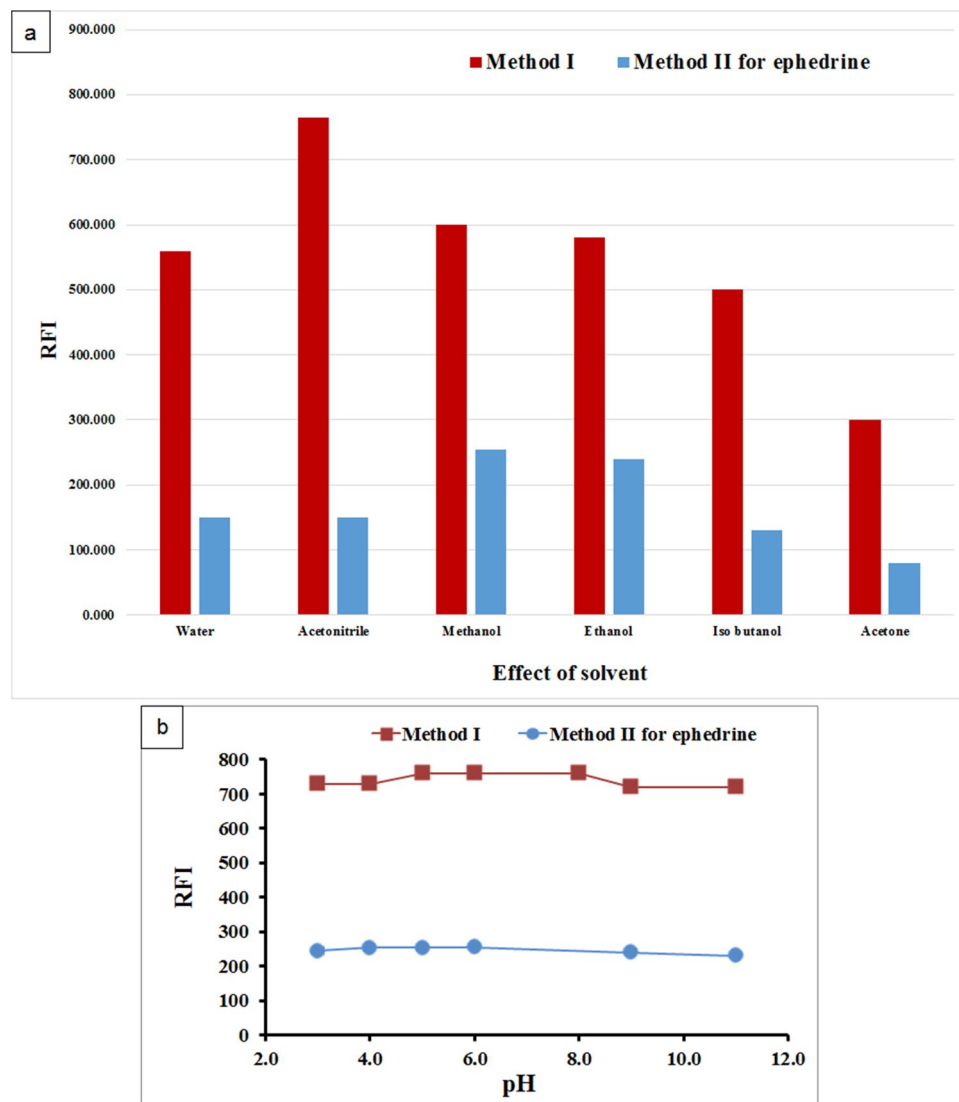 a
900.000
Method I
Method II for ephedrine
800.000
700.000
600.000
500.000
RFI
400.000
300.000
200.000
100.000
0.000
Water
Acetonitrile
Methanol
Ethanol
Iso butanol
Acetone
Effect of solvent
b
Method I
Method II for ephedrine
800
700
600
500
RFI
400
300
200
100
0
2.0
4.0
6.0
8.0
10.0
12.0
pH